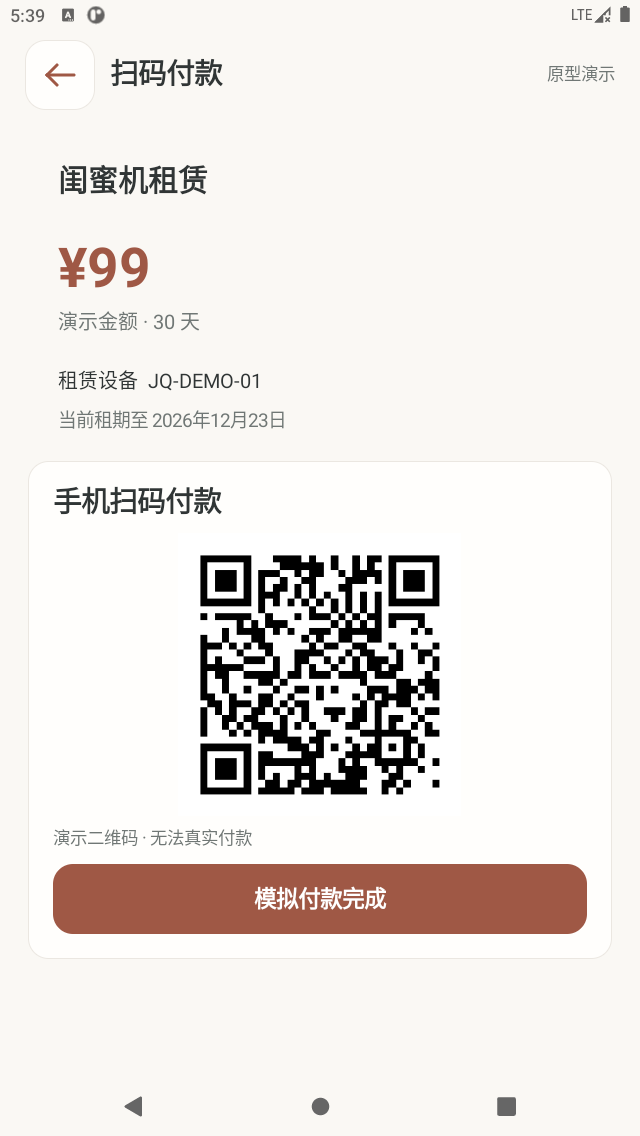 5:39
LTE
扫码付款
原型演示
闺蜜机租赁
¥99
演示金额 · 30 天
租赁设备 JQ-DEMO-01
当前租期至 2026年12月23日
手机扫码付款
演示二维码 · 无法真实付款
模拟付款完成